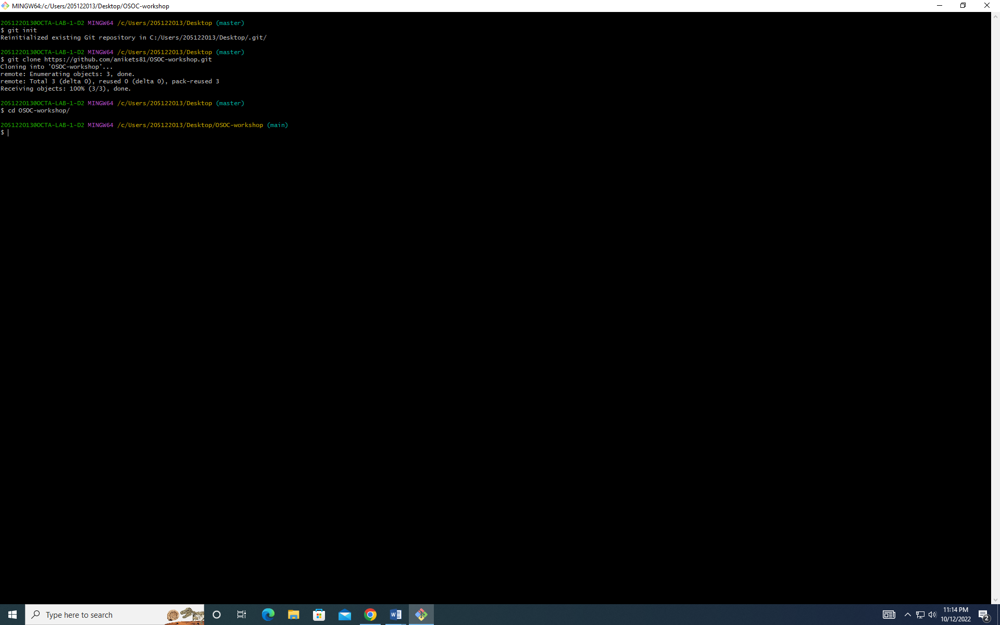 MINGW64:/c/Users/205122013/Desktop/OSOC-workshop
205122013@OCTA-LAB-1-D2 MINGW64 /c/Users/205122013/Desktop (master)
$ git init
Reinitialized existing Git repository in C:/Users/205122013/Desktop/.git/
205122013@OCTA-LAB-1-D2 MINGW64 /c/Users/205122013/Desktop (master)
$ git clone https://github.com/anikets81/OSOC-workshop.git
Cloning into 'OSOC-workshop'...
remote: Enumerating objects: 3, done.
remote: Total 3 (delta 0), reused 0 (delta 0), pack-reused 3
Receiving objects: 100% (3/3), done.
205122013@OCTA-LAB-1-D2 MINGW64 /c/Users/205122013/Desktop (master)
$ cd OSOC-workshop/
205122013@OCTA-LAB-1-D2 MINGW64 /c/Users/205122013/Desktop/OSOC-workshop (main)
$
Type here to search
W
11:14 PM
10/12/2022
2